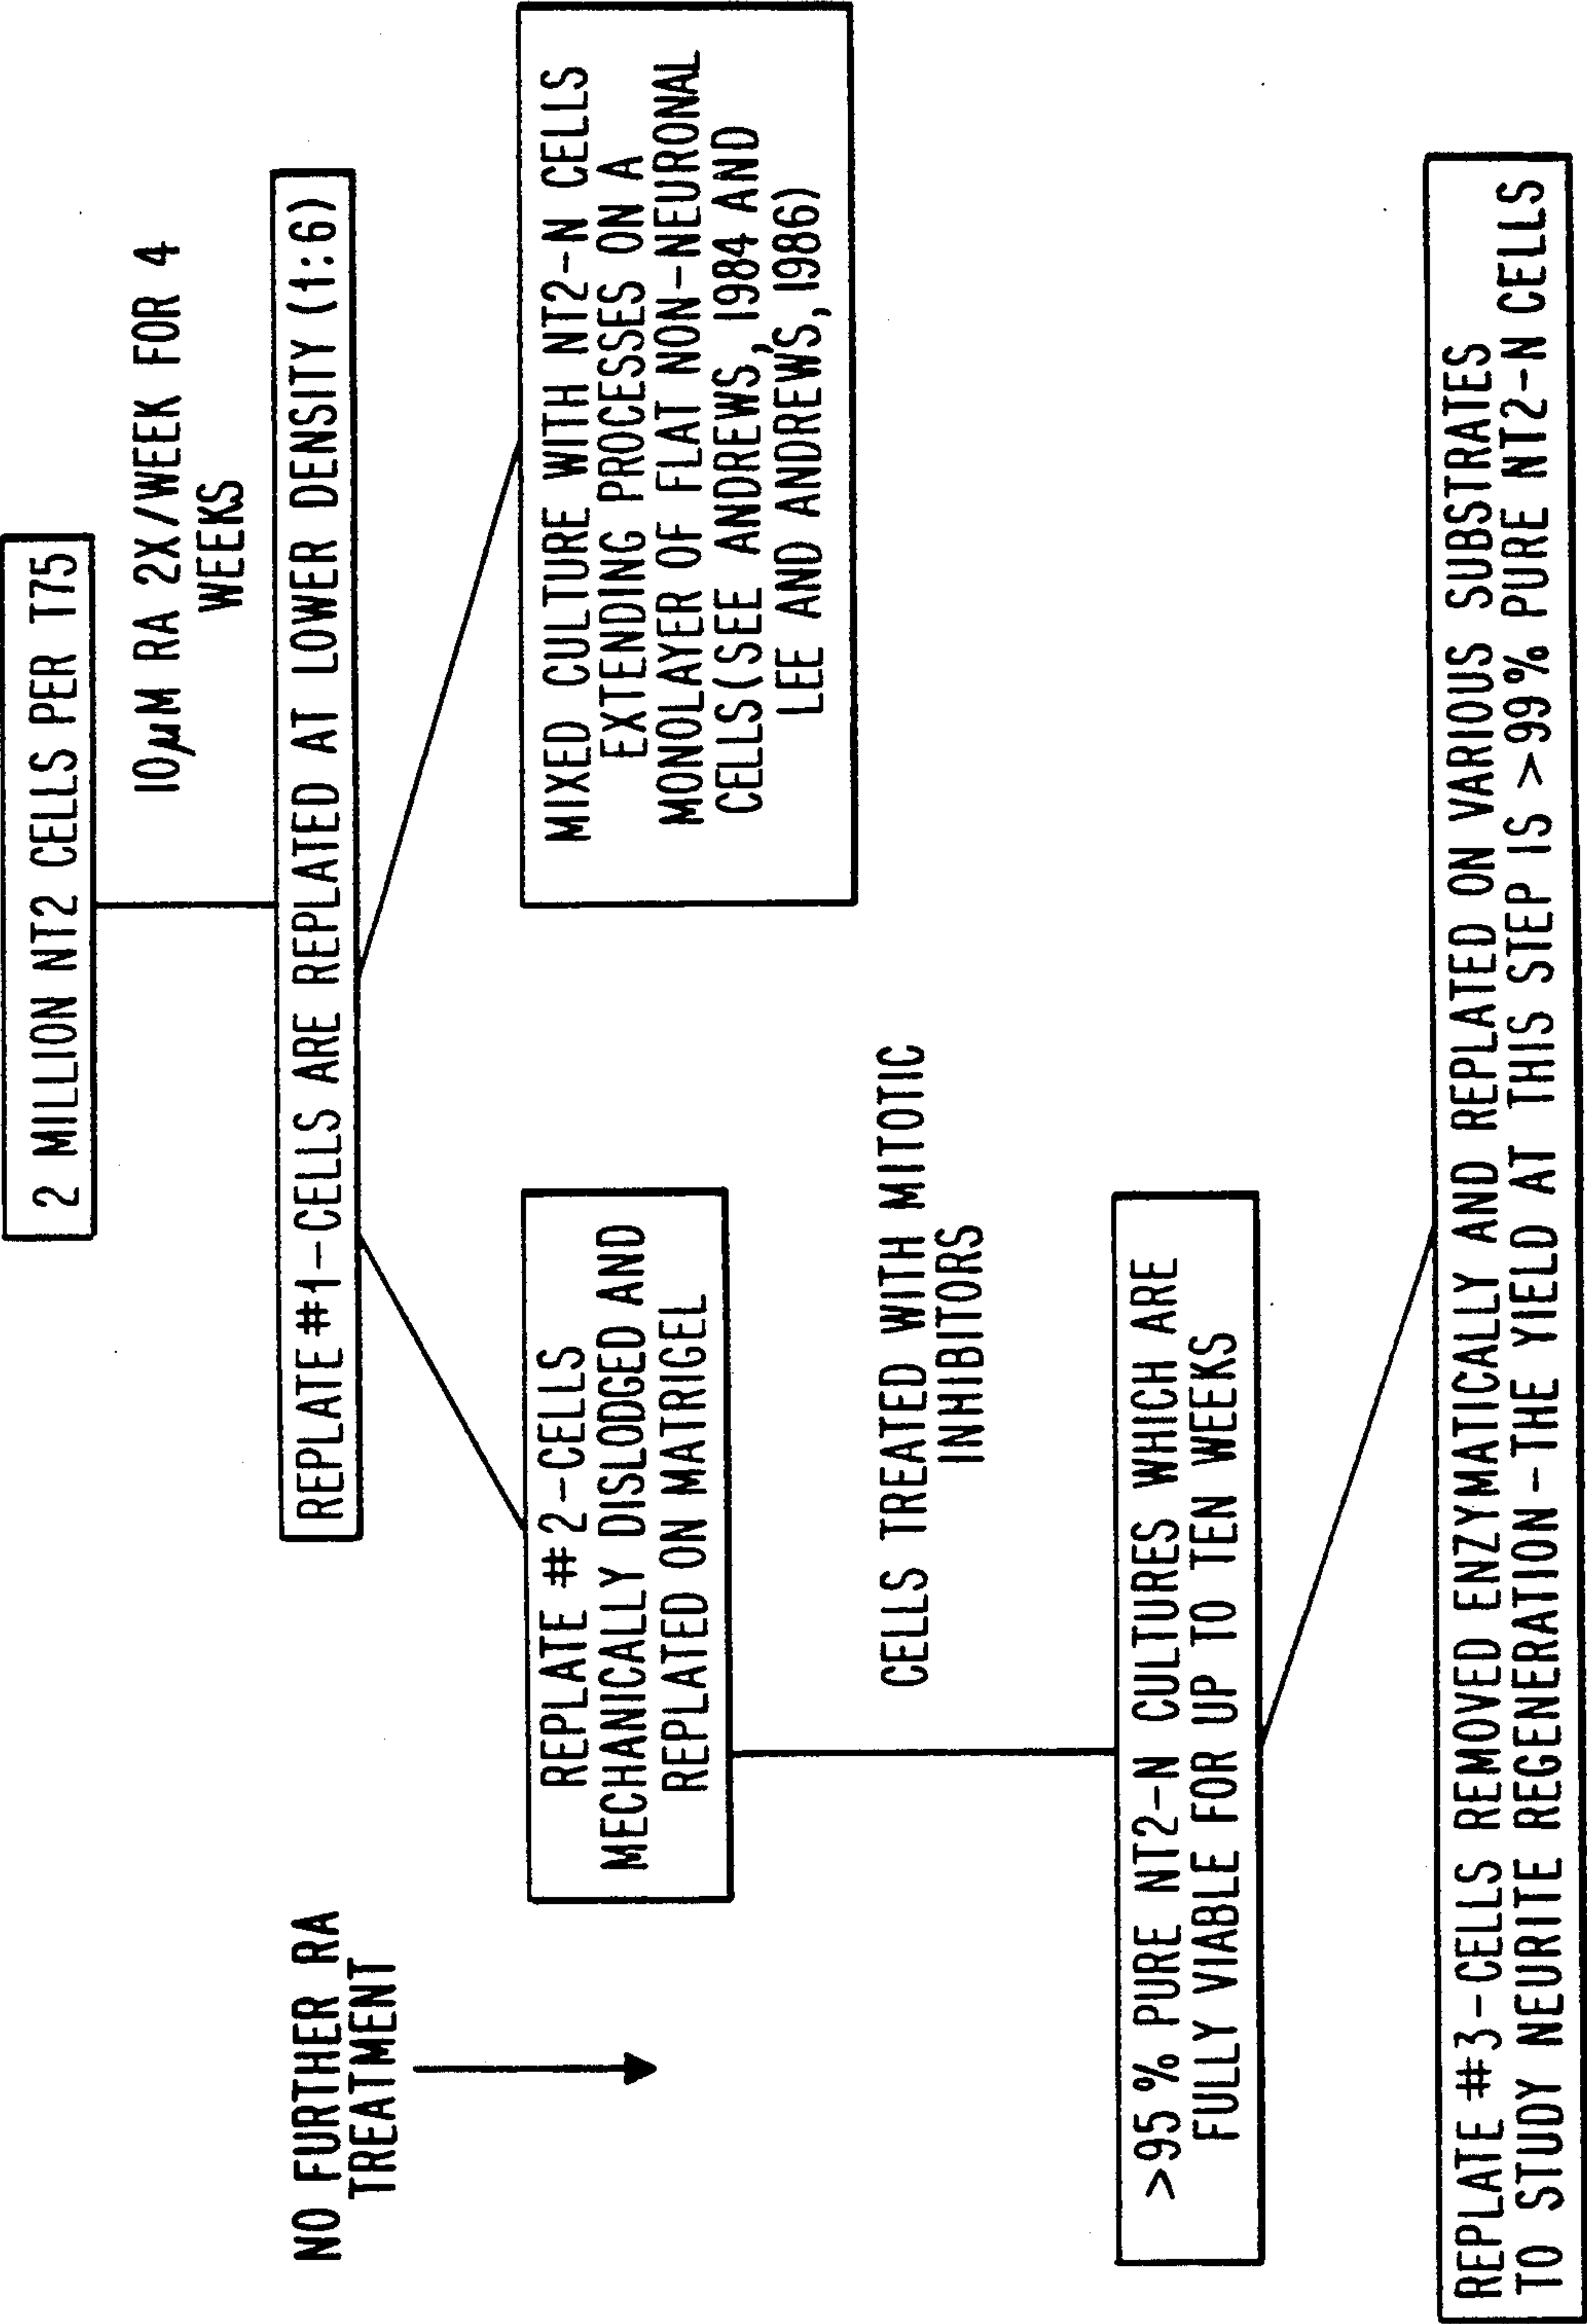 2 MILLION NT2 CELLS PER T75
10µM RA 2X/WEEK FOR 4
WEEKS
NO FURTHER RA
TREATMENT
REPLATE #1-CELLS ARE REPLATED AT LOWER DENSITY (1:6)
REPLATE #2-CELLS
MECHANICALLY DISLODGED AND
REPLATED ON MATRIGEL
MIXED CULTURE WITH NT2-N CELLS
EXTENDING PROCESSES ON A
MONOLAYER OF FLAT NON-NEURONAL
CELLS(SEE ANDREWS, 1984 AND
LEE AND ANDREWS, 1986)
CELLS TREATED WITH MITOTIC
INHIBITORS
>95% PURE NT2-N CULTURES WHICH ARE
FULLY VIABLE FOR UP TO TEN WEEKS
REPLATE #3-CELLS REMOVED ENZYMATICALLY AND REPLATED ON VARIOUS SUBSTRATES
TO STUDY NEURITE REGENERATION-THE YIELD AT THIS STEP IS >99% PURE NT2-N CELLS